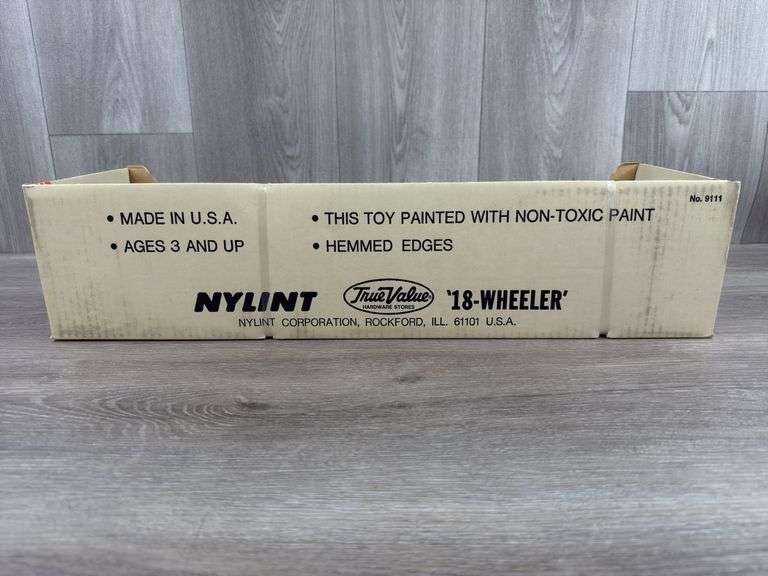 No. 9111
• MADE IN U.S.A.
• THIS TOY PAINTED WITH NON-TOXIC PAINT
• AGES 3 AND UP
• HEMMED EDGES
NYLINT True Value HARDWARE STORES '18-WHEELER'
NYLINT CORPORATION, ROCKFORD, ILL. 61101 U.S.A.